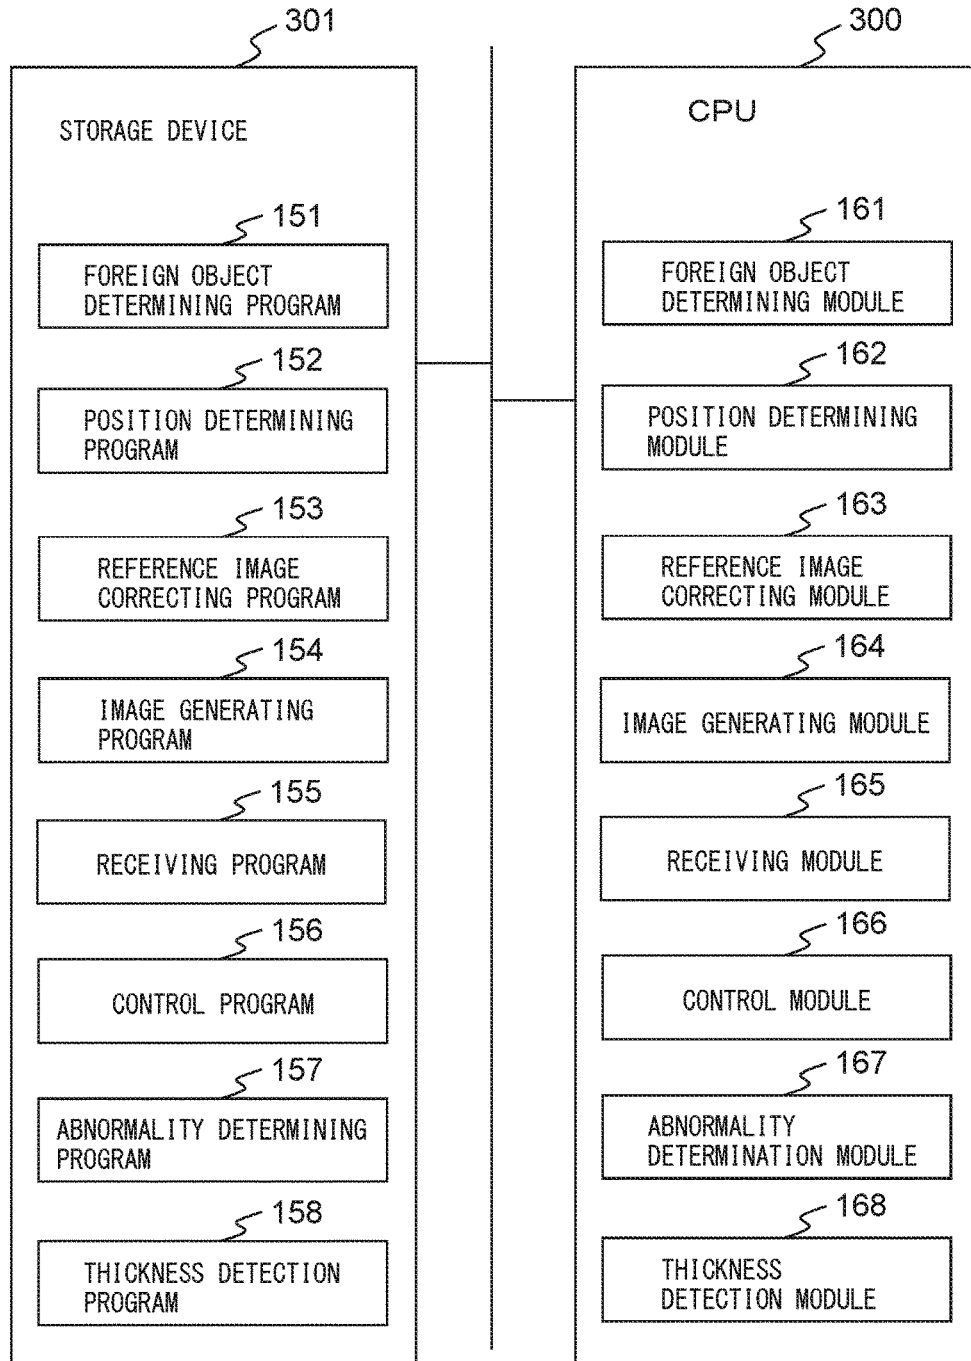 301
STORAGE DEVICE
151
FOREIGN OBJECT
DETERMINING PROGRAM
152
POSITION DETERMINING
PROGRAM
153
REFERENCE IMAGE
CORRECTING PROGRAM
154
IMAGE GENERATING
PROGRAM
155
RECEIVING PROGRAM
156
CONTROL PROGRAM
157
ABNORMALITY DETERMINING
PROGRAM
158
THICKNESS DETECTION
PROGRAM
300
CPU
161
FOREIGN OBJECT
DETERMINING MODULE
162
POSITION DETERMINING
MODULE
163
REFERENCE IMAGE
CORRECTING MODULE
164
IMAGE GENERATING MODULE
165
RECEIVING MODULE
166
CONTROL MODULE
167
ABNORMALITY
DETERMINATION MODULE
168
THICKNESS
DETECTION MODULE